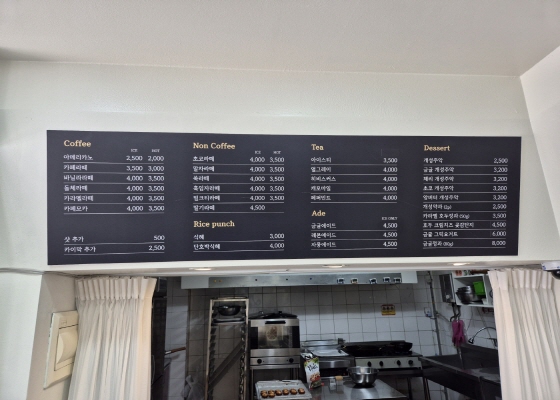 Coffee
ICE HOT
아메리카노 2,500 2,000
카페라떼 3,500 3,000
바닐라라떼 4,000 3,500
돌체라떼 4,000 3,500
카라멜라떼 4,000 3,500
카페모카 4,000 3,500
샷 추가 500
카이막 추가 2,500
Non Coffee
ICE HOT
초코라떼 4,000 3,500
말차라떼 4,000 3,500
쑥라떼 4,000 3,500
흑임자라떼 4,000 3,500
밀크티라떼 4,000 3,500
딸기라떼 4,500
Rice punch
식혜 3,000
단호박식혜 4,000
Tea
아이스티 3,500
얼그레이 4,000
히비스커스 4,000
캐모마일 4,000
페퍼민트 4,000
Ade
ICE ONLY
금귤에이드 4,500
레몬에이드 4,500
자몽에이드 4,500
Dessert
개성주악 2,500
금귤 개성주악 3,200
체리 개성주악 3,200
초코 개성주악 3,200
앙버터 개성주악 3,200
개성약과 2,500
카라멜 호두정과 (50g) 3,500
호두 크림치즈 곶감단지 4,500
금귤 그릭요거트 6,000
금귤정과 8,000